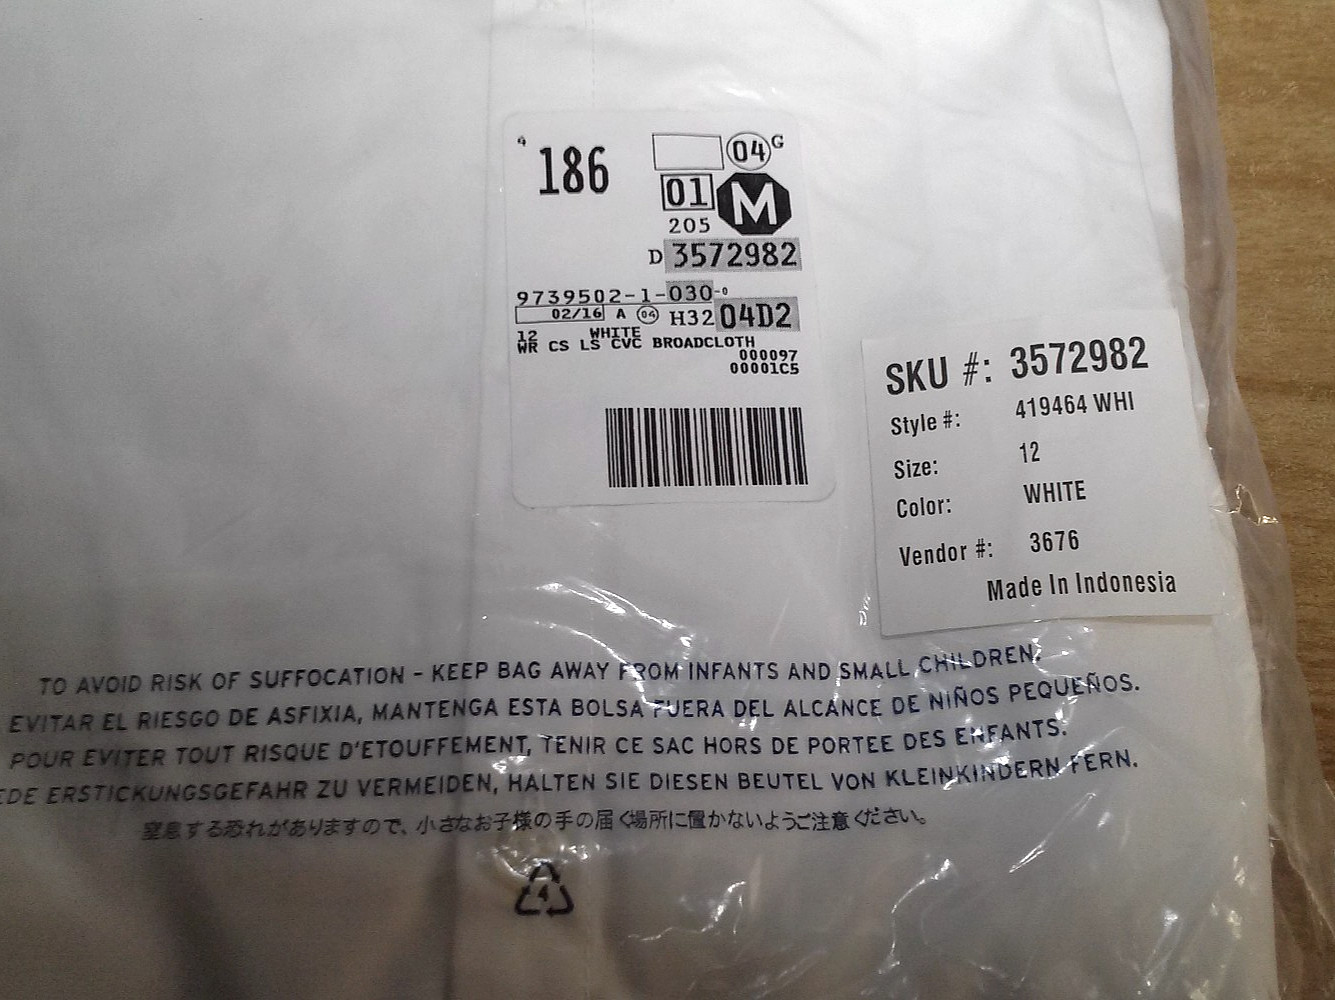 4
186
04 G
01 M
205
D 3572982
9739502-1-030-0
02/16 A 04 H32 04D2
12 WHITE
WR CS LS CVC BROADCLOTH
000097
00001C5
SKU #: 3572982
Style #: 419464 WHI
Size: 12
Color: WHITE
Vendor #: 3676
Made In Indonesia
TO AVOID RISK OF SUFFOCATION - KEEP BAG AWAY FROM INFANTS AND SMALL CHILDREN.
EVITAR EL RIESGO DE ASFIXIA, MANTENGA ESTA BOLSA FUERA DEL ALCANCE DE NIÑOS PEQUEÑOS.
POUR EVITER TOUT RISQUE D'ETOUFFEMENT, TENIR CE SAC HORS DE PORTEE DES ENFANTS.
ERSTICKUNGSGEFAHR ZU VERMEIDEN, HALTEN SIE DIESEN BEUTEL VON KLEINKINDERN FERN.
窒息する恐れがありますので、小さなお子様の手の届く場所に置かないようご注意ください。
4